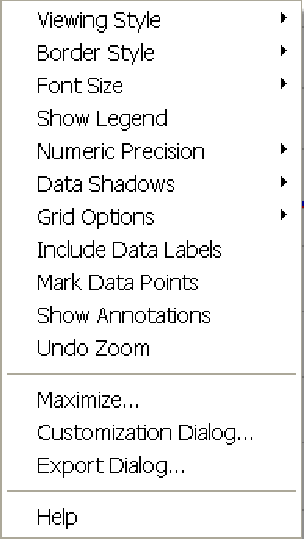 Viewing Style
Border Style
Font Size
Show Legend
Numeric Precision
Data Shadows
Grid Options
Include Data Labels
Mark Data Points
Show Annotations
Undo Zoom
Maximize...
Customization Dialog...
Export Dialog...
Help